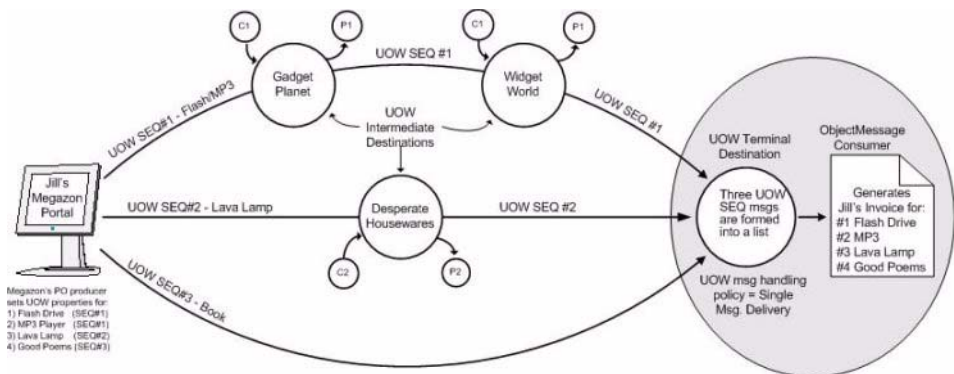 C1
P1
UOW SEQ #1
C1
P1
Gadget
Planet
Widget
World
UOW SEQ#1 - Flash/MP3
UOW
Intermediate
Destinations
UOW SEQ #1
UOW Terminal
Destination
ObjectMessage
Consumer
Jill's
Megazon
Portal
UOW SEQ#2 - Lava Lamp
Desperate
Housewares
UOW SEQ #2
Three UOW
SEQ msgs
are formed
into a list
Generates
Jill's Invoice for:
#1 Flash Drive
#2 MP3
#3 Lava Lamp
#4 Good Poems
C2
P2
UOW SEQ#3 - Book
UOW msg handling
policy = Single
Msg. Delivery
Megazon's PO producer
sets UOW properties for:
1) Flash Drive (SEQ#1)
2) MP3 Player (SEQ#1)
3) Lava Lamp (SEQ#2)
4) Good Poems (SEQ#3)